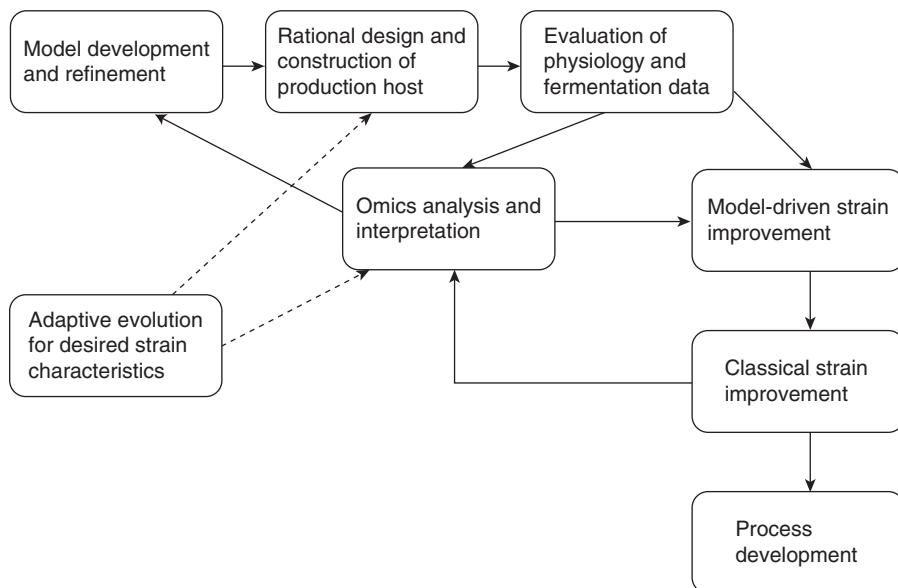 Model development
and refinement
Rational design and
construction of
production host
Evaluation of
physiology and
fermentation data
Omics analysis and
interpretation
Model-driven strain
improvement
Adaptive evolution
for desired strain
characteristics
Classical strain
improvement
Process
development